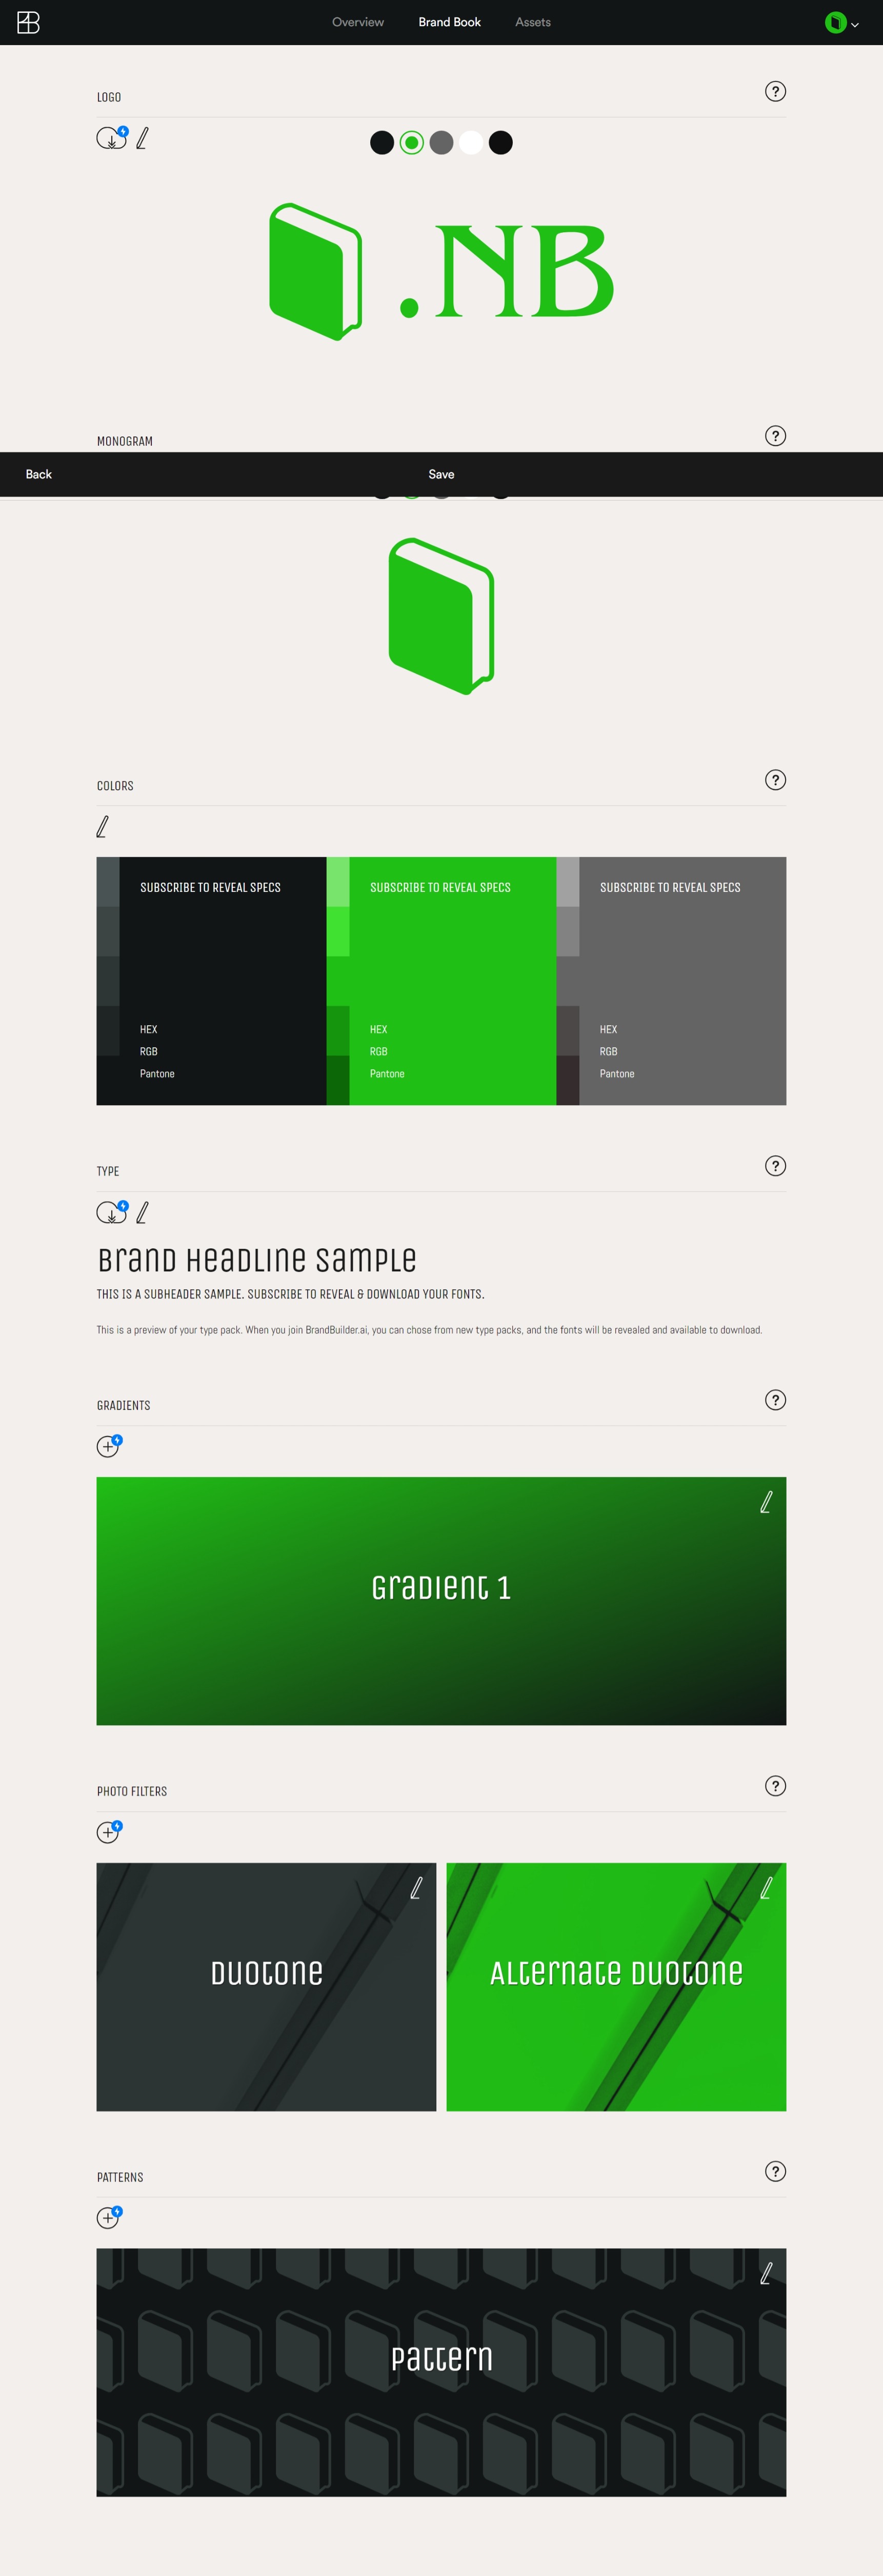 Overview Brand Book Assets
LOGO
.NB
MONOGRAM
Back Save
COLORS
SUBSCRIBE TO REVEAL SPECS SUBSCRIBE TO REVEAL SPECS SUBSCRIBE TO REVEAL SPECS
HEX HEX HEX
RGB RGB RGB
Pantone Pantone Pantone
TYPE
Brand Headline Sample
THIS IS A SUBHEADER SAMPLE. SUBSCRIBE TO REVEAL & DOWNLOAD YOUR FONTS.
This is a preview of your type pack. When you join BrandBuilder.ai, you can chose from new type packs, and the fonts will be revealed and available to download.
GRADIENTS
Gradient 1
PHOTO FILTERS
Duotone Alternate Duotone
PATTERNS
Pattern